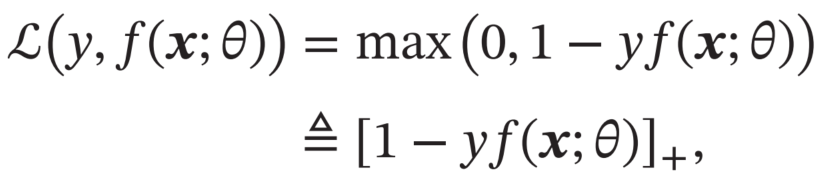 ℒ(y, f(x; θ)) = max(0, 1 − yf(x; θ))
≜ [1 − yf(x; θ)]₊,